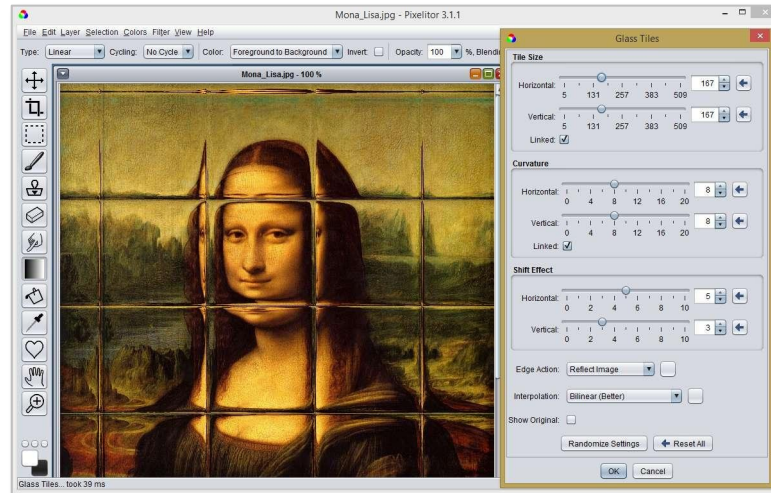 Mona_Lisa.jpg - Pixelitor 3.1.1
File Edit Layer Selection Colors Filter View Help
Type: Linear Cycling: No Cycle Color: Foreground to Background Invert: Opacity: 100 %, Blendin
Mona_Lisa.jpg - 100 %
Glass Tiles
Tile Size
Horizontal: 167
5 131 257 383 509
Vertical: 167
5 131 257 383 509
Linked:
Curvature
Horizontal: 8
0 4 8 12 16 20
Vertical: 8
0 4 8 12 16 20
Linked:
Shift Effect
Horizontal: 5
0 2 4 6 8 10
Vertical: 3
0 2 4 6 8 10
Edge Action: Reflect Image
Interpolation: Bilinear (Better)
Show Original:
Randomize Settings Reset All
OK Cancel
Glass Tiles... took 39 ms